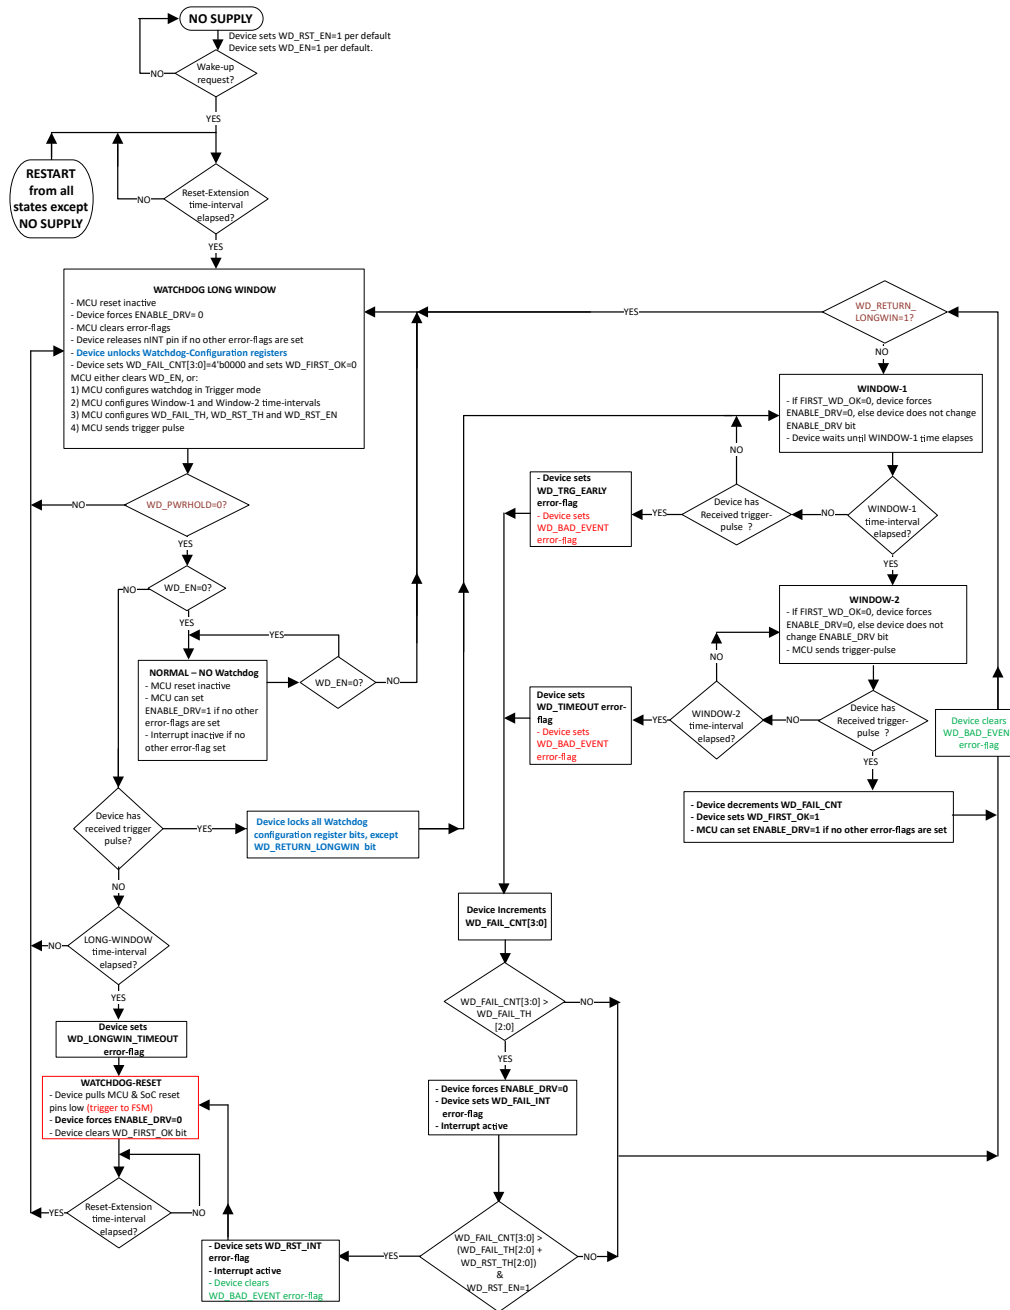 NO SUPPLY
Device sets WD_RST_EN=1 per default
Device sets WD_EN=1 per default.
Wake-up
request?
NO
YES
RESTART
from all
states except
NO SUPPLY
Reset-Extension
time-interval
elapsed?
NO
YES
WATCHDOG LONG WINDOW
- MCU reset inactive
- Device forces ENABLE_DRV= 0
- MCU clears error-flags
- Device releases nINT pin if no other error-flags are set
- Device unlocks Watchdog-Configuration registers
- Device sets WD_FAIL_CNT[3:0]=4'b0000 and sets WD_FIRST_OK=0
MCU either clears WD_EN, or:
1) MCU configures watchdog in Trigger mode
2) MCU configures Window-1 and Window-2 time-intervals
3) MCU configures WD_FAIL_TH, WD_RST_TH and WD_RST_EN
4) MCU sends trigger pulse
WD_PWRHOLD=0?
NO
YES
WD_EN=0?
NO
YES
YES
NORMAL – NO Watchdog
- MCU reset inactive
- MCU can set
ENABLE_DRV=1 if no other
error-flags are set
- Interrupt inactive if no
other error-flag set
WD_EN=0?
NO
Device has
received trigger
pulse?
YES
NO
Device locks all Watchdog
configuration register bits, except
WD_RETURN_LONGWIN bit
LONG-WINDOW
time-interval
elapsed?
NO
YES
Device sets
WD_LONGWIN_TIMEOUT
error-flag
WATCHDOG-RESET
- Device pulls MCU & SoC reset
pins low (trigger to FSM)
- Device forces ENABLE_DRV=0
- Device clears WD_FIRST_OK bit
Reset-Extension
time-interval
elapsed?
YES
NO
WD_RETURN_
LONGWIN=1?
YES
NO
WINDOW-1
- If FIRST_WD_OK=0, device forces
ENABLE_DRV=0, else device does not change
ENABLE_DRV bit
- Device waits until WINDOW-1 time elapses
WINDOW-1
time-interval
elapsed?
NO
YES
Device has
Received trigger-
pulse ?
NO
YES
- Device sets
WD_TRG_EARLY
error-flag
- Device sets
WD_BAD_EVENT
error-flag
WINDOW-2
- If FIRST_WD_OK=0, device forces
ENABLE_DRV=0, else device does not
change ENABLE_DRV bit
- MCU sends trigger-pulse
Device has
Received trigger-
pulse ?
NO
YES
WINDOW-2
time-interval
elapsed?
NO
YES
Device sets
WD_TIMEOUT error-
flag
- Device sets
WD_BAD_EVENT
error-flag
Device clears
WD_BAD_EVENT
error-flag
- Device decrements WD_FAIL_CNT
- Device sets WD_FIRST_OK=1
- MCU can set ENABLE_DRV=1 if no other error-flags are set
Device Increments
WD_FAIL_CNT[3:0]
WD_FAIL_CNT[3:0] >
WD_FAIL_TH
[2:0]
NO
YES
- Device forces ENABLE_DRV=0
- Device sets WD_FAIL_INT
error-flag
- Interrupt active
WD_FAIL_CNT[3:0] >
(WD_FAIL_TH[2:0] +
WD_RST_TH[2:0])
&
WD_RST_EN=1
NO
YES
- Device sets WD_RST_INT
error-flag
- Interrupt active
- Device clears
WD_BAD_EVENT error-flag